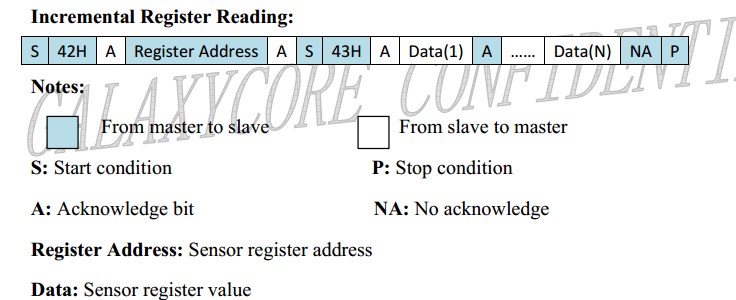 Incremental Register Reading:
S 42H A Register Address A S 43H A Data(1) A ...... Data(N) NA P
Notes:
GALAXYCORE CONFIDENTI
From master to slave From slave to master
S: Start condition P: Stop condition
A: Acknowledge bit NA: No acknowledge
Register Address: Sensor register address
Data: Sensor register value